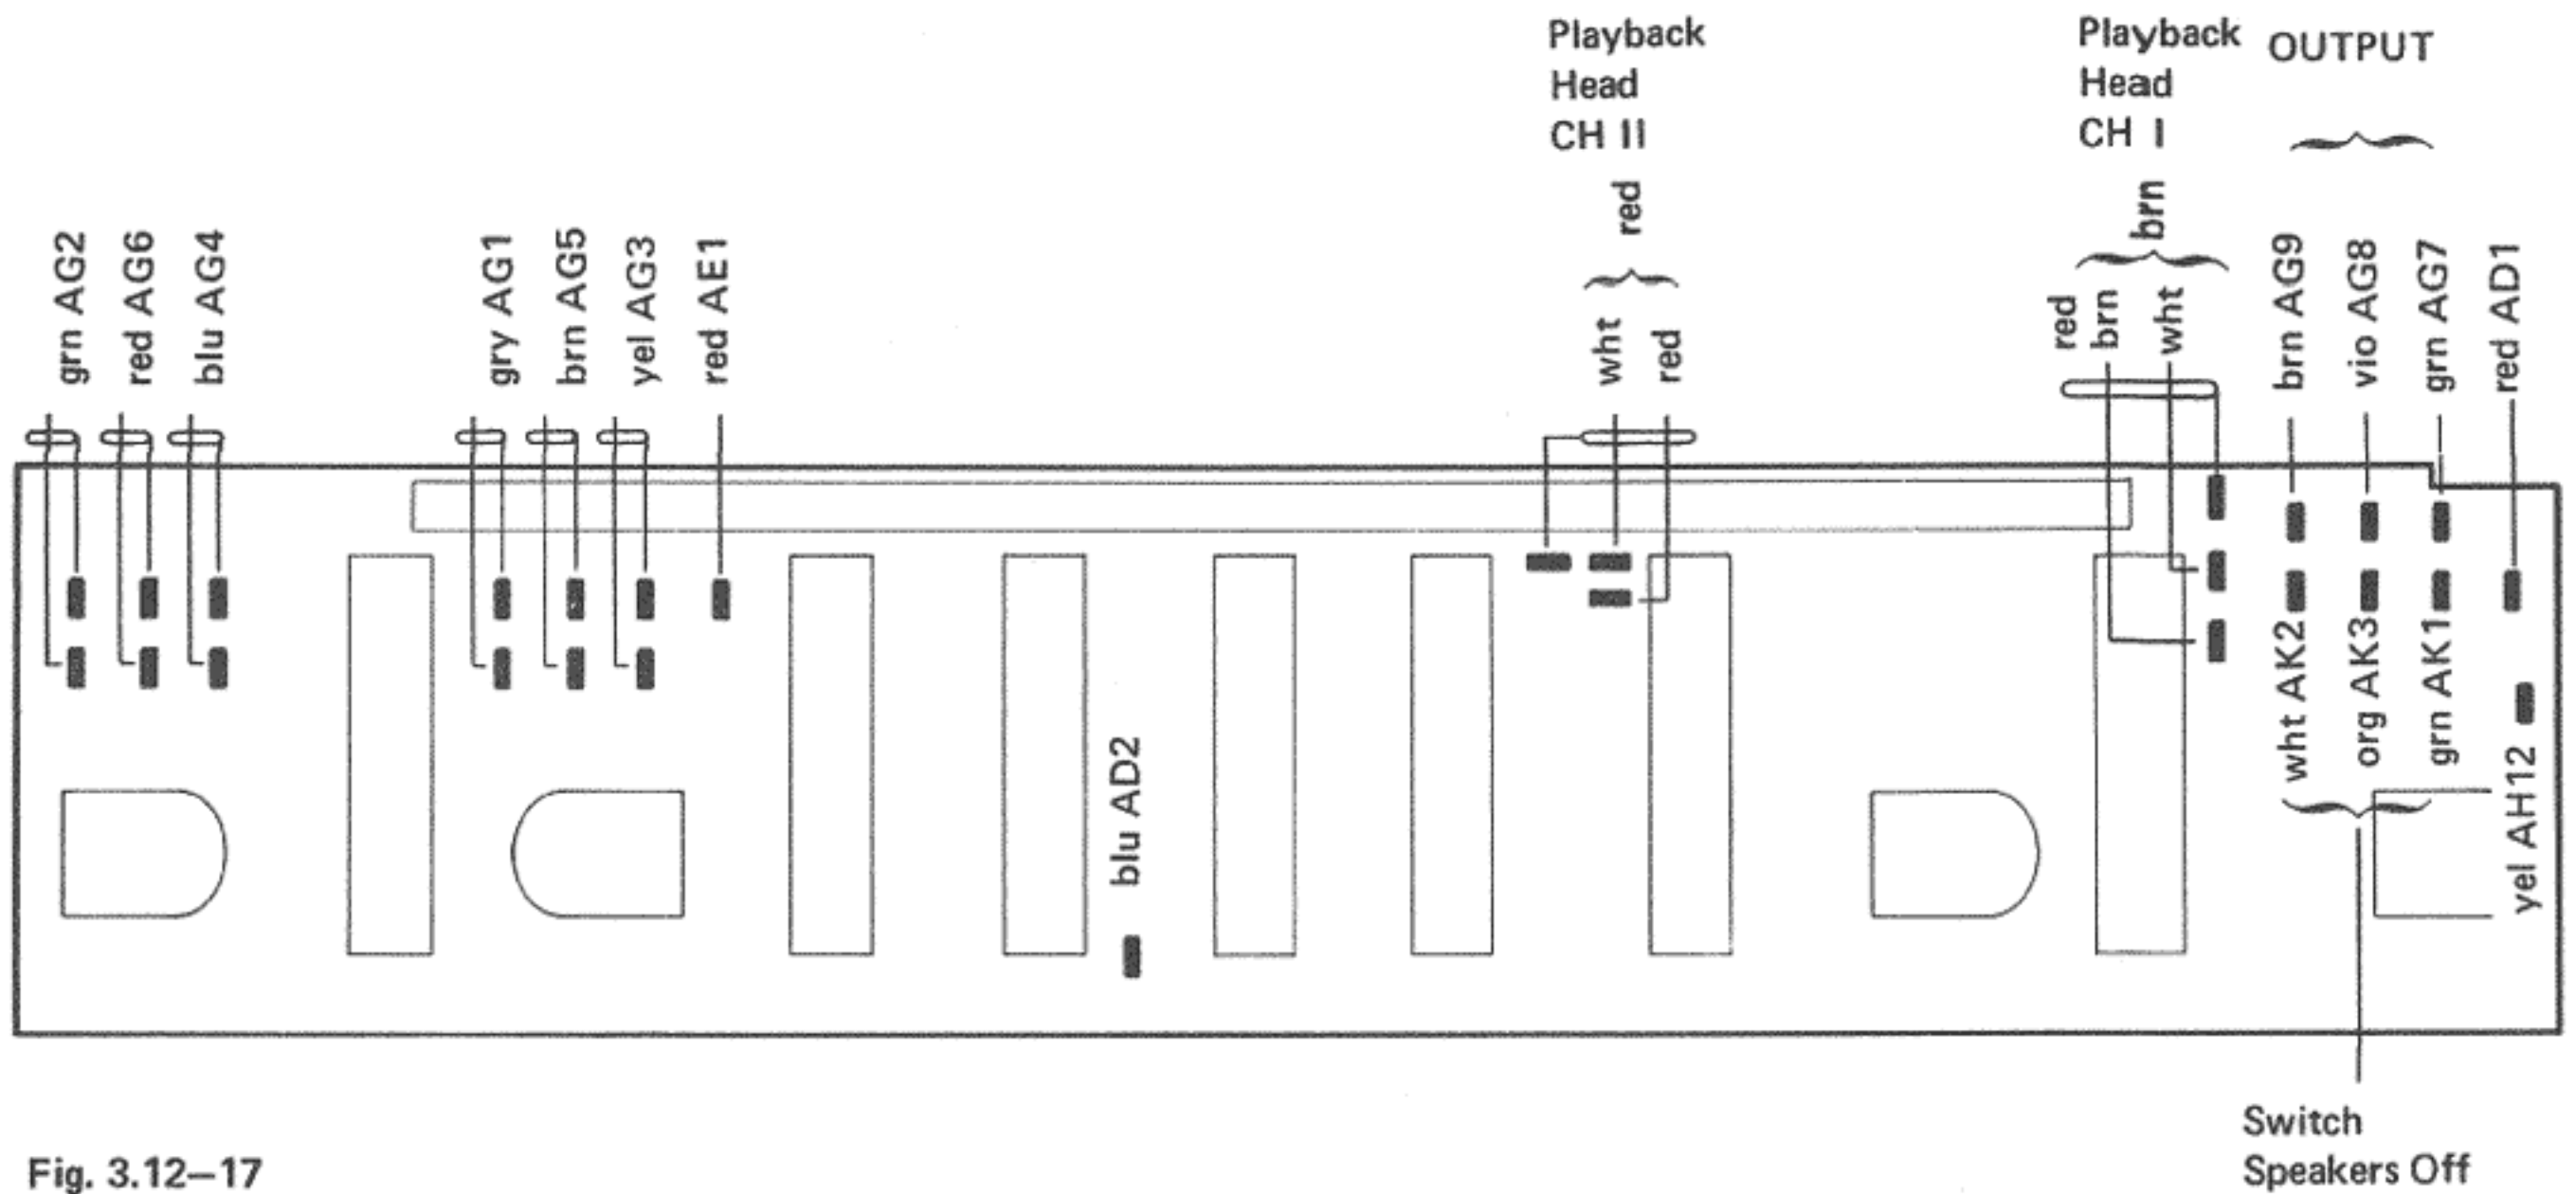 Playback
Head
CH II
red
Playback
Head
CH I
brn
OUTPUT
grn AG2
red AG6
blu AG4
gry AG1
brn AG5
yel AG3
red AE1
wht
red
red
brn
wht
brn AG9
vio AG8
grn AG7
red AD1
wht AK2
org AK3
grn AK1
yel AH12
blu AD2
Switch
Speakers Off
Fig. 3.12–17